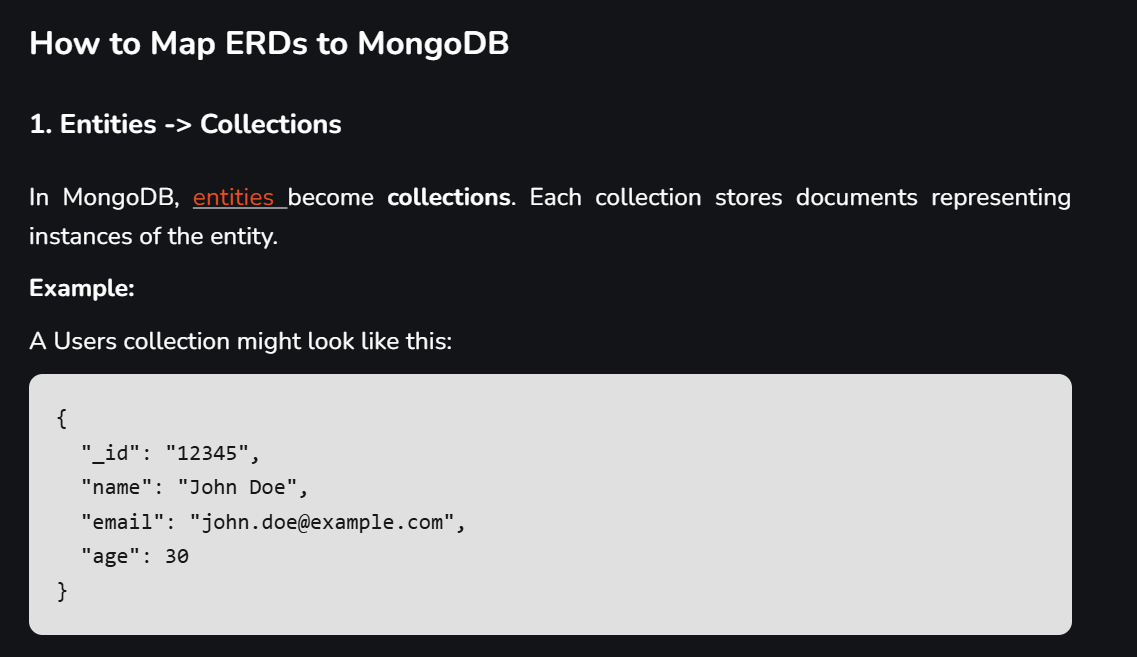 How to Map ERDs to MongoDB
1. Entities -> Collections
In MongoDB, entities become collections. Each collection stores documents representing
instances of the entity.
Example:
A Users collection might look like this:
{
  "_id": "12345",
  "name": "John Doe",
  "email": "john.doe@example.com",
  "age": 30
}